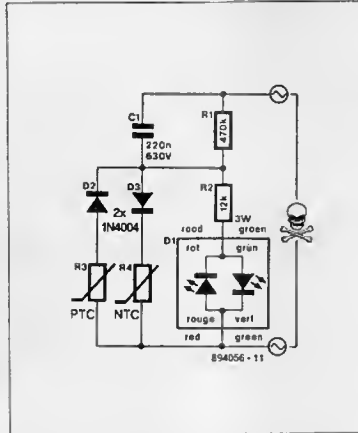 C1
220n
630V
R1
470k
R2
12k
3W
D2
D3
2x
1N4004
rood groen
D1
rot grün
R3
R4
PTC
NTC
rouge vert
red green
894056 - 11